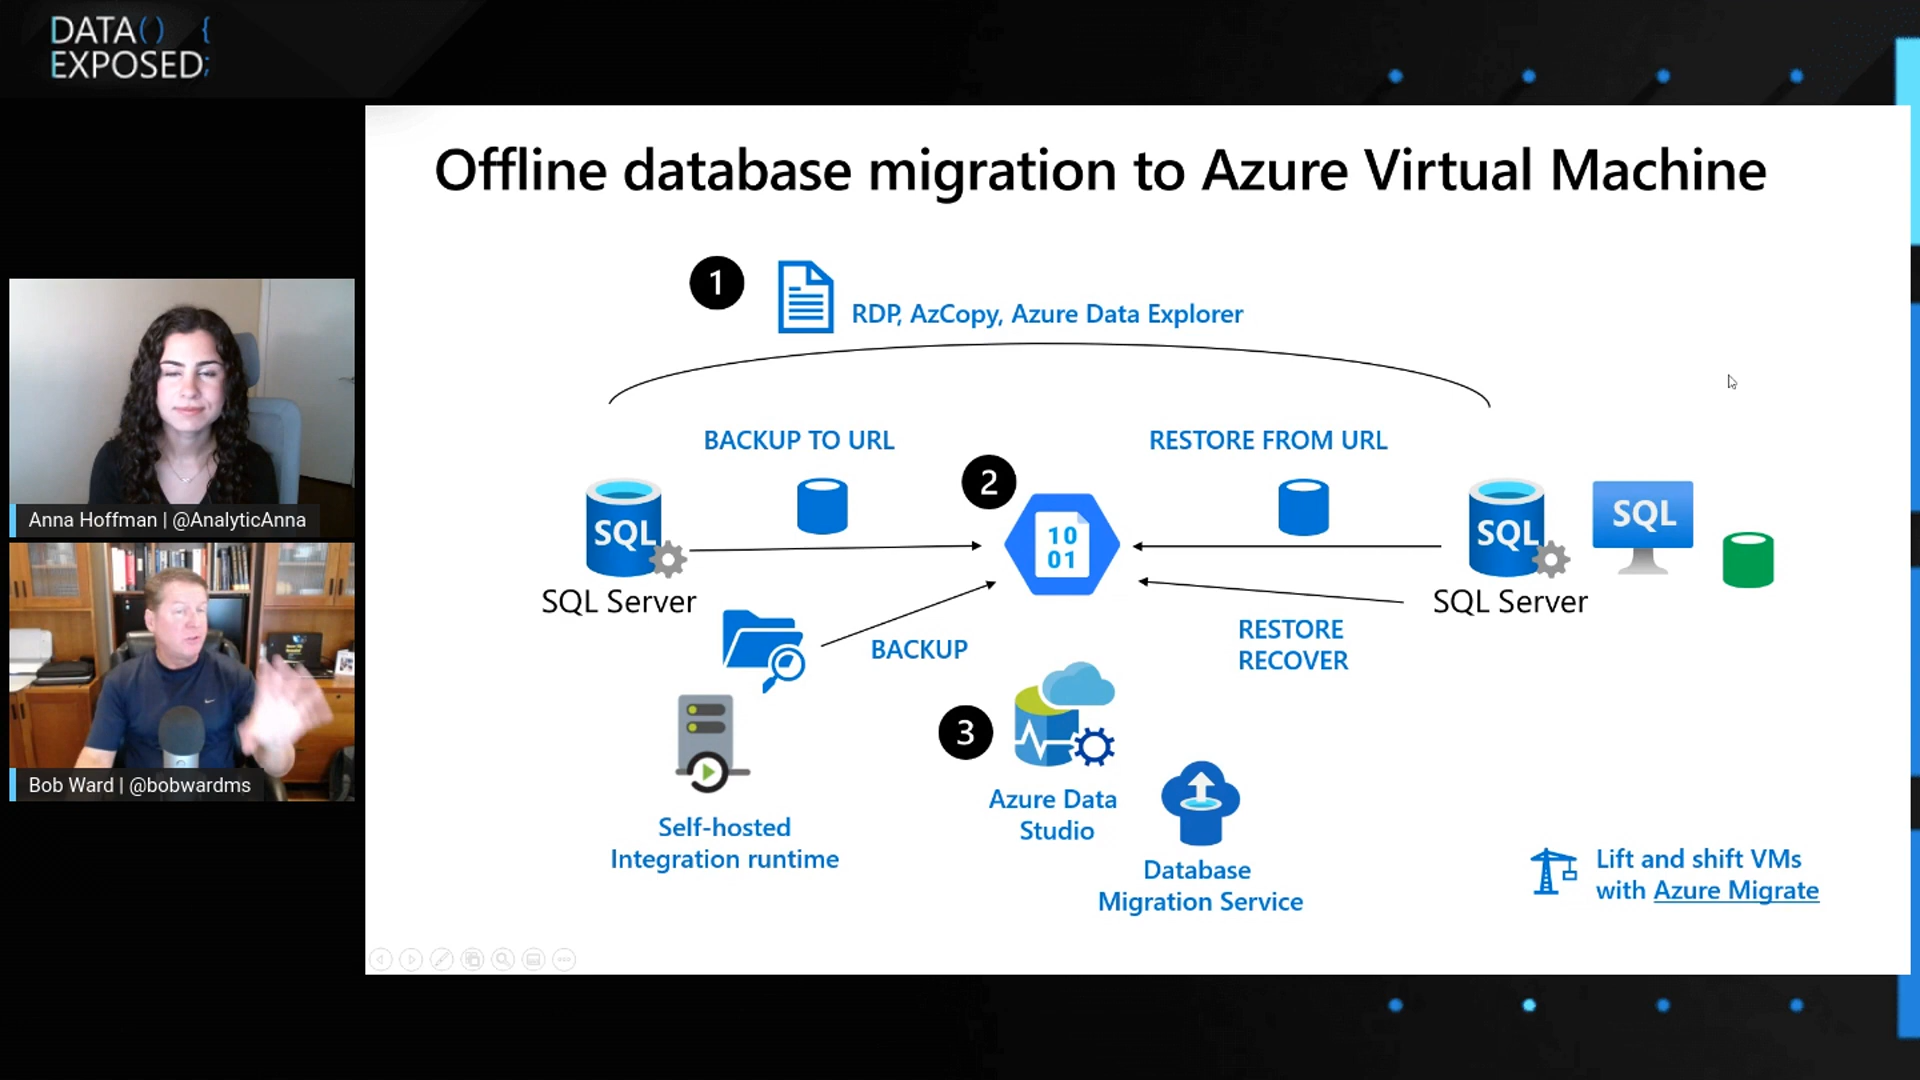 DATA() {
EXPOSED;
Offline database migration to Azure Virtual Machine
1
RDP, AzCopy, Azure Data Explorer
BACKUP TO URL
RESTORE FROM URL
2
SQL
10
01
SQL
SQL
SQL Server
SQL Server
BACKUP
RESTORE
RECOVER
3
Azure Data
Studio
Self-hosted
Integration runtime
Database
Migration Service
Lift and shift VMs
with Azure Migrate
Anna Hoffman | @AnalyticAnna
Bob Ward | @bobwardms